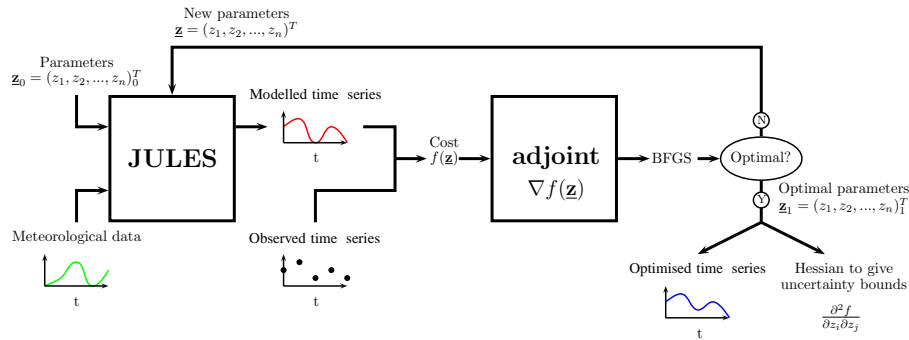 New parameters
z = (z₁, z₂, ..., zₙ)ᵀ
Parameters
z₀ = (z₁, z₂, ..., zₙ)ᵀ₀
JULES
Meteorological data
t
Modelled time series
t
Observed time series
t
Cost
f(z)
adjoint
∇f(z)
BFGS
N
Optimal?
Y
Optimal parameters
z₁ = (z₁, z₂, ..., zₙ)ᵀ₁
Optimised time series
t
Hessian to give
uncertainty bounds
∂²f
∂zᵢ∂zⱼ